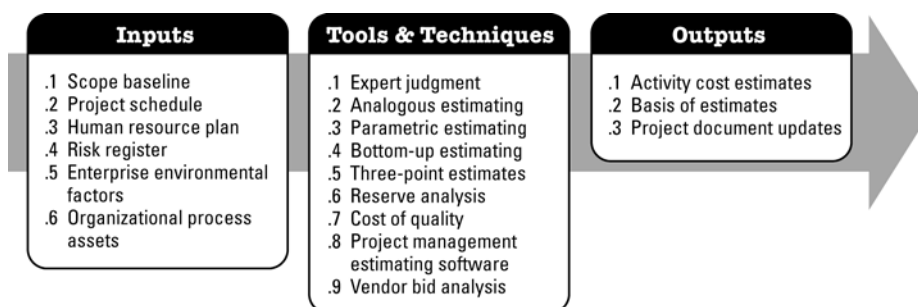 Inputs
.1 Scope baseline
.2 Project schedule
.3 Human resource plan
.4 Risk register
.5 Enterprise environmental
factors
.6 Organizational process
assets
Tools & Techniques
.1 Expert judgment
.2 Analogous estimating
.3 Parametric estimating
.4 Bottom-up estimating
.5 Three-point estimates
.6 Reserve analysis
.7 Cost of quality
.8 Project management
estimating software
.9 Vendor bid analysis
Outputs
.1 Activity cost estimates
.2 Basis of estimates
.3 Project document updates